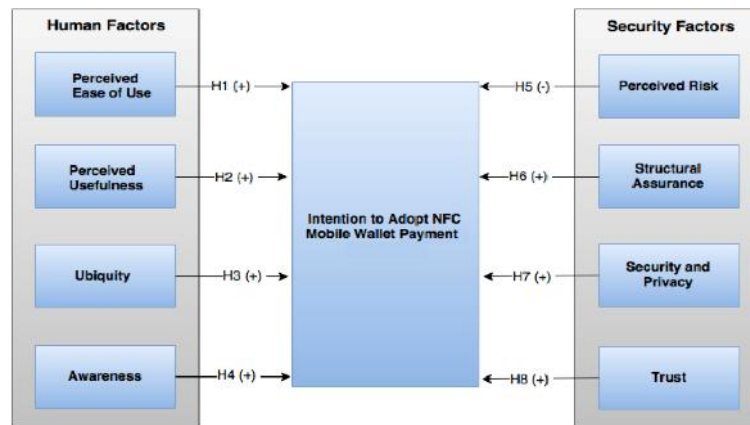 Human Factors
Perceived
Ease of Use
H1 (+)
Perceived
Usefulness
H2 (+)
Ubiquity
H3 (+)
Awareness
H4 (+)
Intention to Adopt NFC
Mobile Wallet Payment
Security Factors
H5 (-)
Perceived Risk
H6 (+)
Structural
Assurance
H7 (+)
Security and
Privacy
H8 (+)
Trust